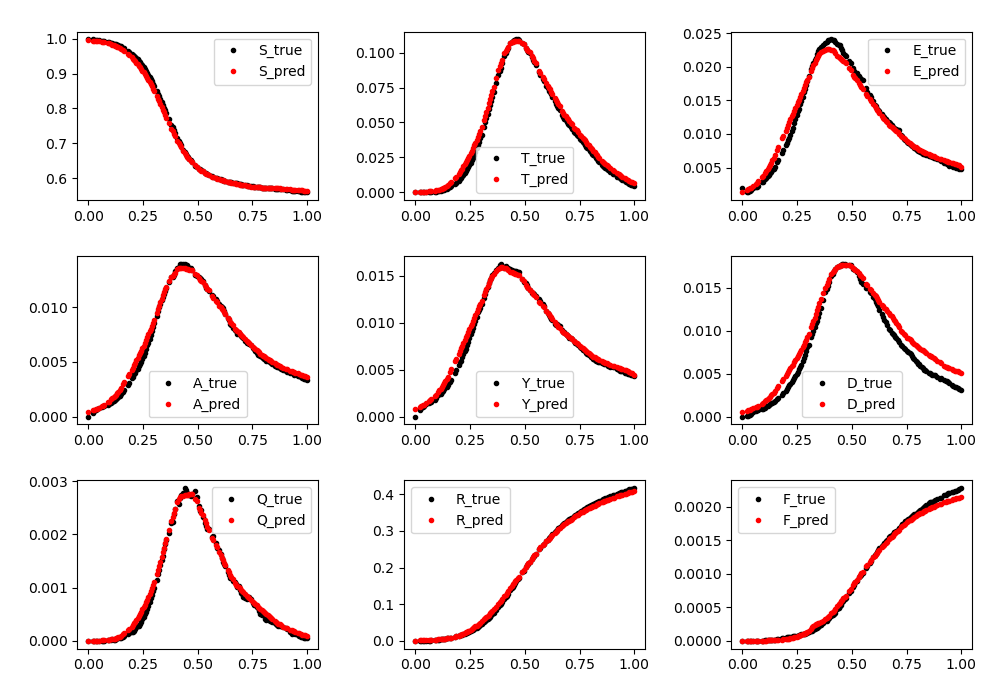 1.0
0.9
0.8
0.7
0.6
0.00 0.25 0.50 0.75 1.00
S_true
S_pred
0.100
0.075
0.050
0.025
0.000
0.00 0.25 0.50 0.75 1.00
T_true
T_pred
0.025
0.020
0.015
0.010
0.005
0.00 0.25 0.50 0.75 1.00
E_true
E_pred
0.010
0.005
0.000
0.00 0.25 0.50 0.75 1.00
A_true
A_pred
0.015
0.010
0.005
0.000
0.00 0.25 0.50 0.75 1.00
Y_true
Y_pred
0.015
0.010
0.005
0.000
0.00 0.25 0.50 0.75 1.00
D_true
D_pred
0.003
0.002
0.001
0.000
0.00 0.25 0.50 0.75 1.00
Q_true
Q_pred
0.4
0.3
0.2
0.1
0.0
0.00 0.25 0.50 0.75 1.00
R_true
R_pred
0.0020
0.0015
0.0010
0.0005
0.0000
0.00 0.25 0.50 0.75 1.00
F_true
F_pred